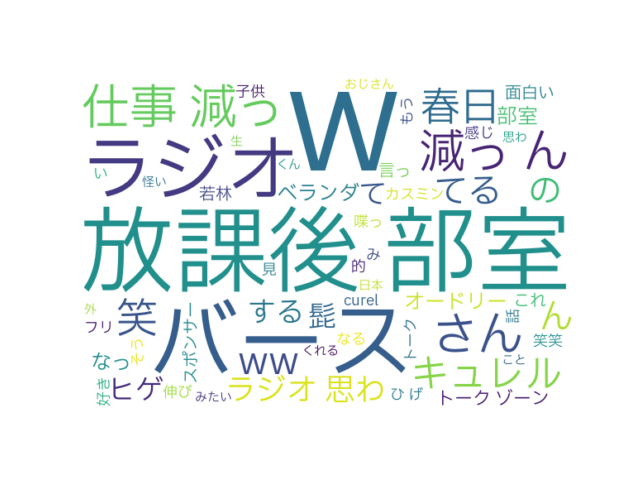 おじさん
仕事 減っ
子供
W
もう
春日
面白い
部室
ラジオ
生
くん
減っ ん
感じ
思わ
い
怪い
若林
言っ
ベランダ
て
カスミン
てる
の
放課後 部室
喋っ
み
的
見
日本
curel
オードリー
これ
外
フリ
笑
バース
する
髭
さん
話
ん
笑笑
そう
スポンサー
ww
くれる
なる
トーク
こと
なっ
好き
ヒゲ
伸び
みたい
ラジオ 思わ
ひげ
キュレル
トーク ゾーン